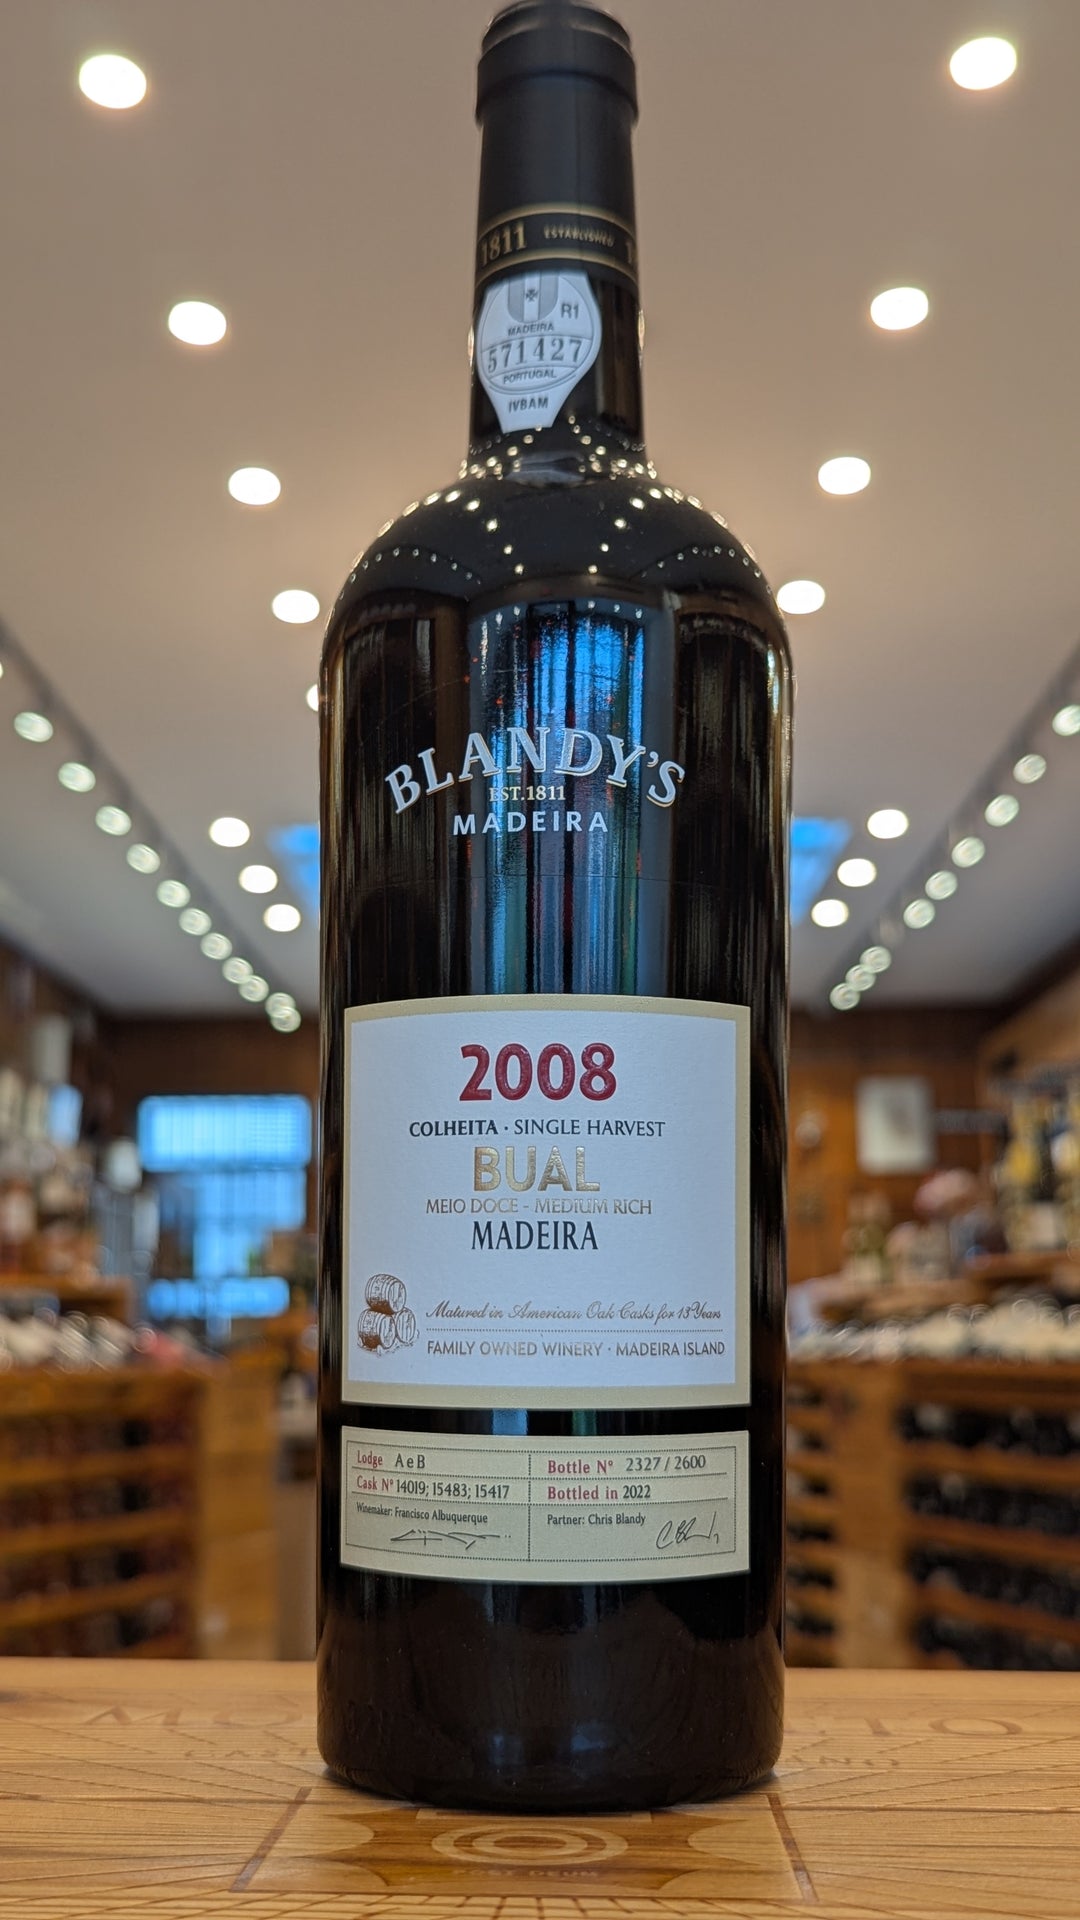 1811 ESTABLISHED
R1
MADEIRA
571427
PORTUGAL
IVBAM
BLANDY'S
EST.1811
MADEIRA
2008
COLHEITA · SINGLE HARVEST
BUAL
MEIO DOCE - MEDIUM RICH
MADEIRA
Matured in American Oak Casks for 13 Years
FAMILY OWNED WINERY · MADEIRA ISLAND
Lodge A e B
Cask Nº 14019; 15483; 15417
Winemaker: Francisco Albuquerque
Bottle Nº 2327 / 2600
Bottled in 2022
Partner: Chris Blandy